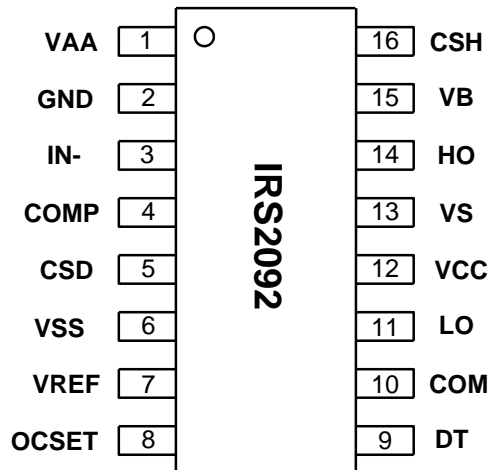 VAA 1 16 CSH
GND 2 15 VB
IN- 3 14 HO
COMP 4 13 VS
CSD 5 12 VCC
VSS 6 11 LO
VREF 7 10 COM
OCSET 8 9 DT
IRS2092